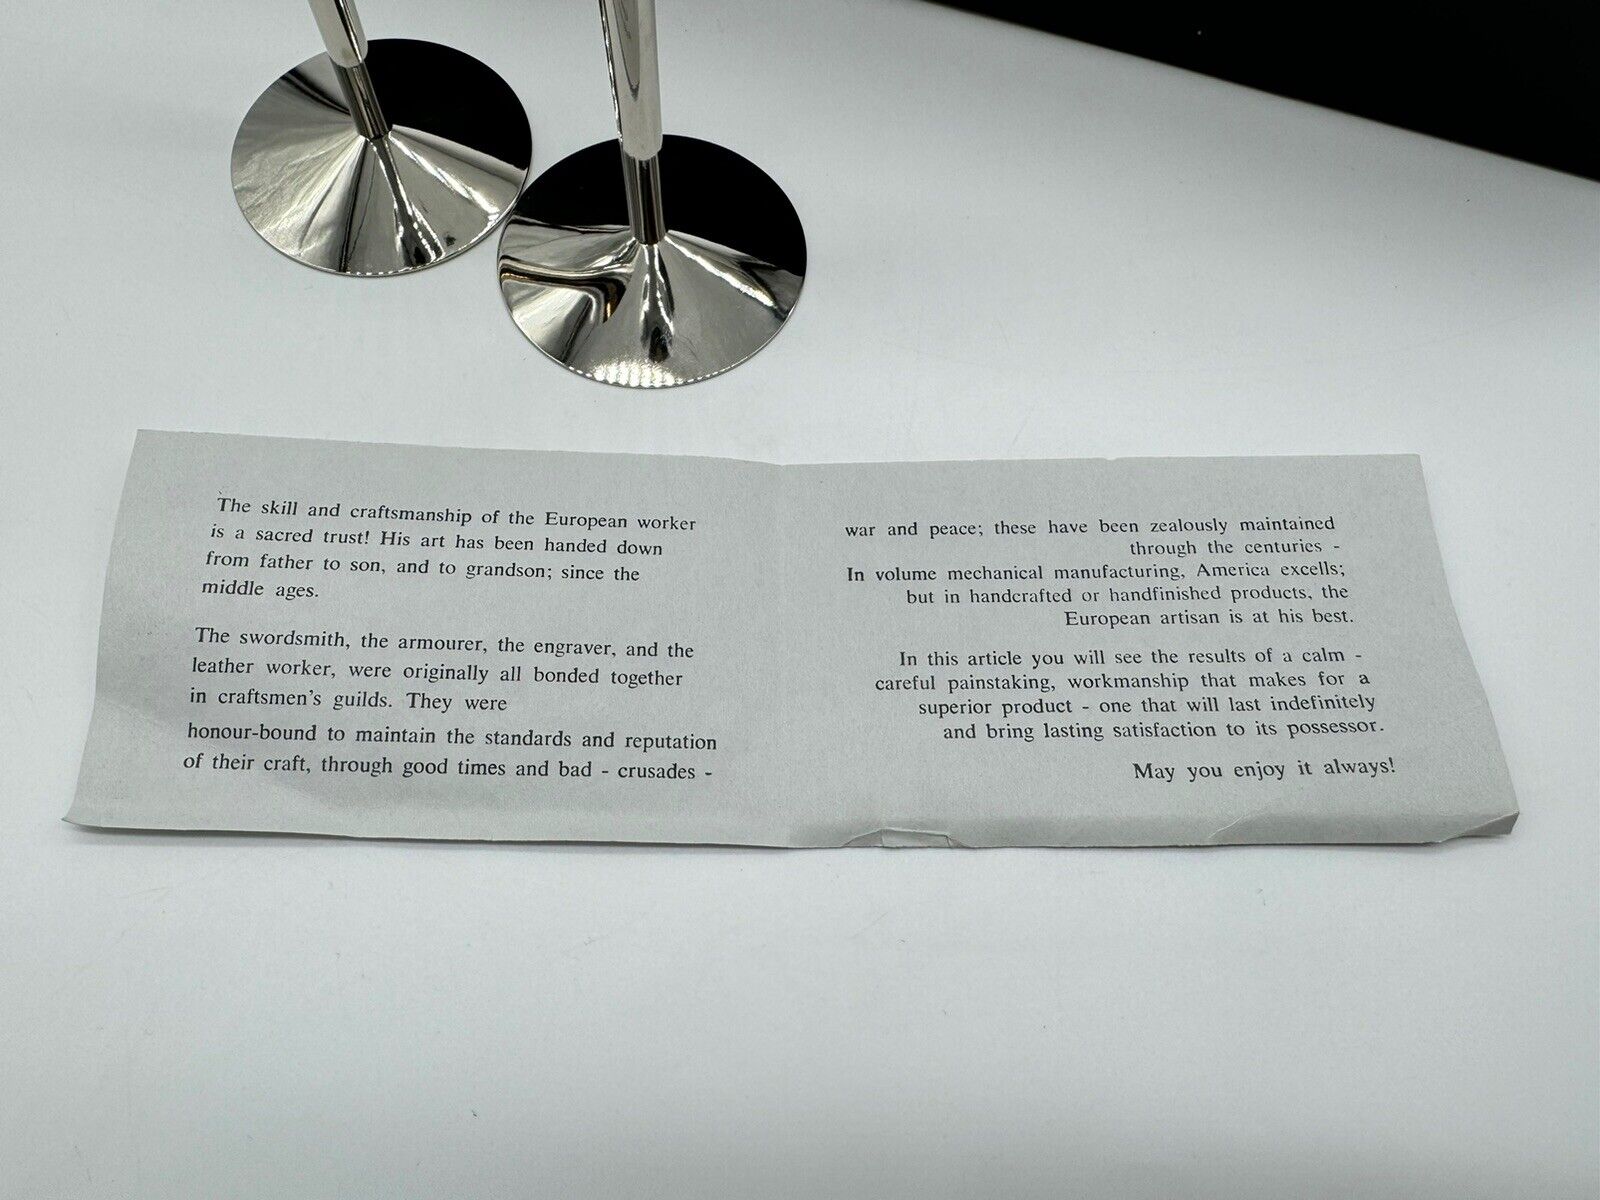 The skill and craftsmanship of the European worker
is a sacred trust! His art has been handed down
from father to son, and to grandson; since the
middle ages.
The swordsmith, the armourer, the engraver, and the
leather worker, were originally all bonded together
in craftsmen's guilds. They were
honour-bound to maintain the standards and reputation
of their craft, through good times and bad - crusades -
war and peace; these have been zealously maintained
through the centuries -
In volume mechanical manufacturing, America excells;
but in handcrafted or handfinished products, the
European artisan is at his best.
In this article you will see the results of a calm -
careful painstaking, workmanship that makes for a
superior product - one that will last indefinitely
and bring lasting satisfaction to its possessor.
May you enjoy it always!